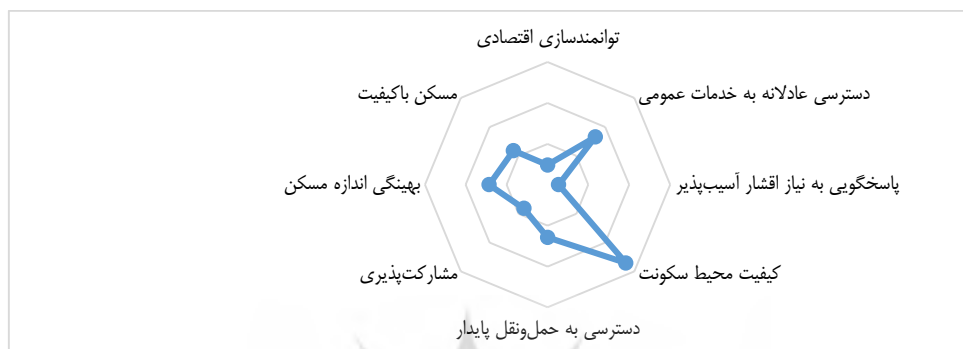 توانمندسازی اقتصادی
دسترسی عادلانه به خدمات عمومی
پاسخگویی به نیاز اقشار آسیب‌پذیر
کیفیت محیط سکونت
دسترسی به حمل‌ونقل پایدار
مشارکت‌پذیری
بهینگی اندازه مسکن
مسکن باکیفیت